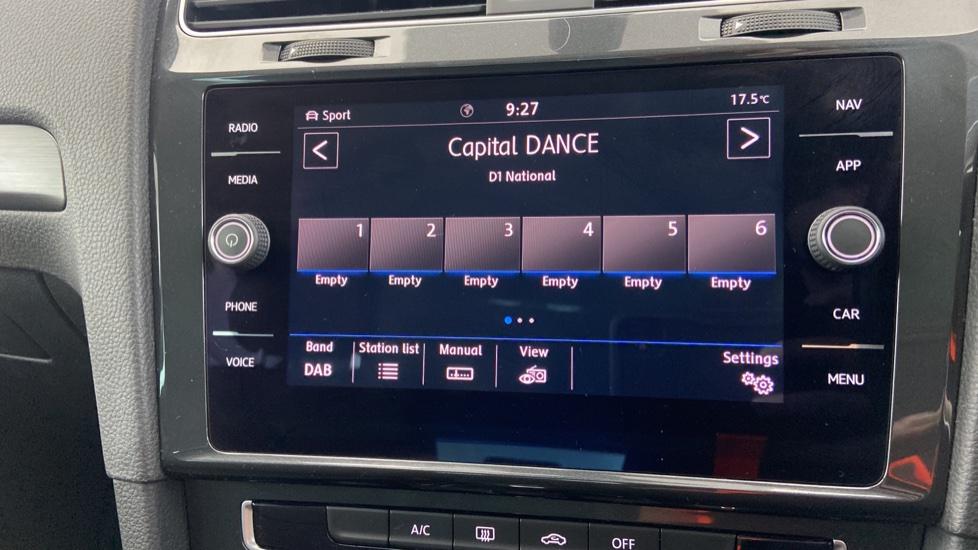 Sport 9:27 17.5°C
< Capital DANCE >
D1 National
1 2 3 4 5 6
Empty Empty Empty Empty Empty Empty
Band Station list Manual View Settings
DAB
RADIO
MEDIA
PHONE
VOICE
NAV
APP
CAR
MENU
A/C OFF